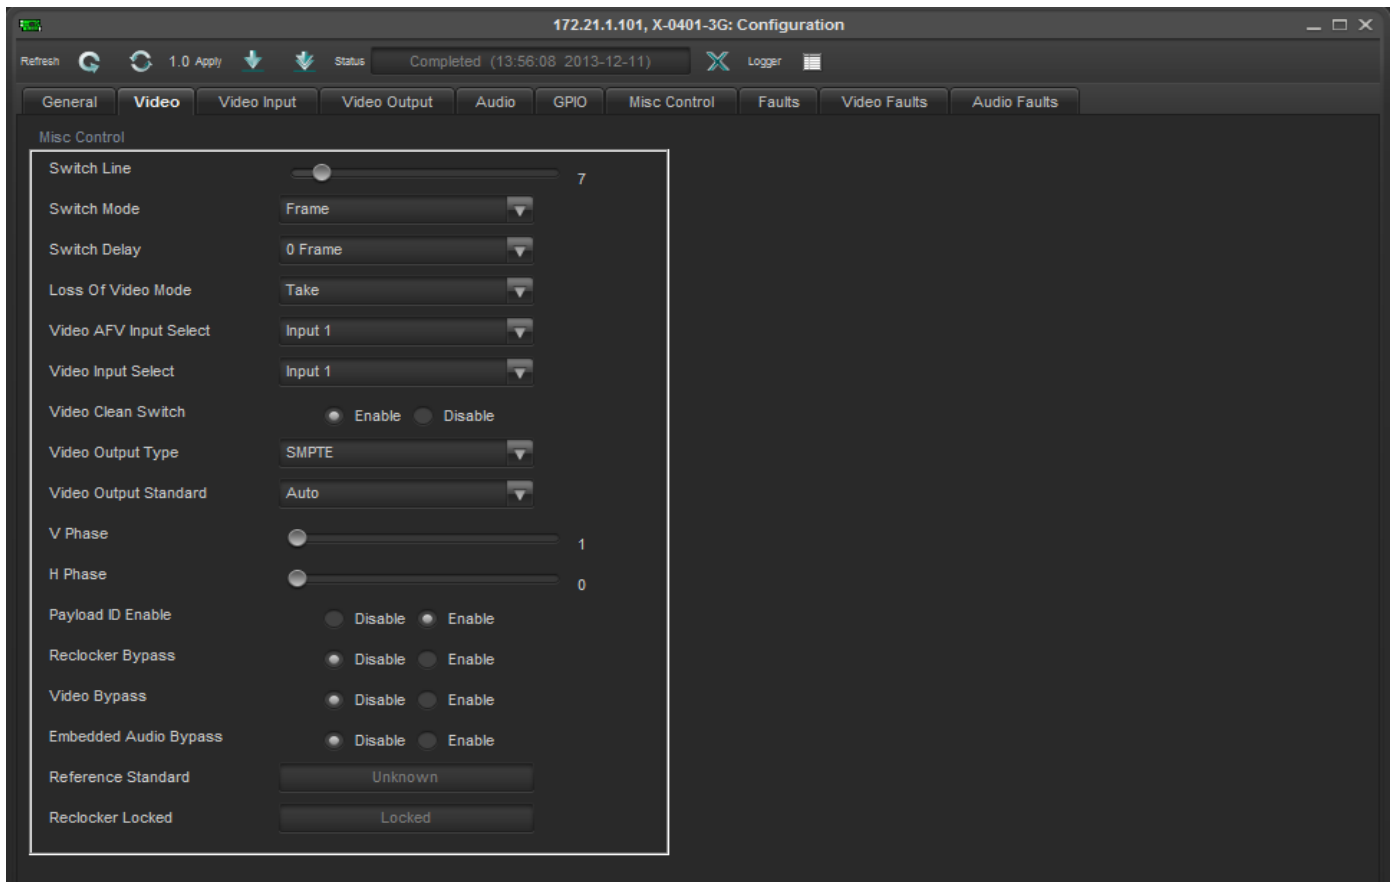 172.21.1.101, X-0401-3G: Configuration
Refresh 1.0 Apply Status Completed (13:56:08 2013-12-11) Logger
General Video Video Input Video Output Audio GPIO Misc Control Faults Video Faults Audio Faults
Misc Control
Switch Line 7
Switch Mode Frame
Switch Delay 0 Frame
Loss Of Video Mode Take
Video AFV Input Select Input 1
Video Input Select Input 1
Video Clean Switch Enable Disable
Video Output Type SMPTE
Video Output Standard Auto
V Phase 1
H Phase 0
Payload ID Enable Disable Enable
Reclocker Bypass Disable Enable
Video Bypass Disable Enable
Embedded Audio Bypass Disable Enable
Reference Standard Unknown
Reclocker Locked Locked